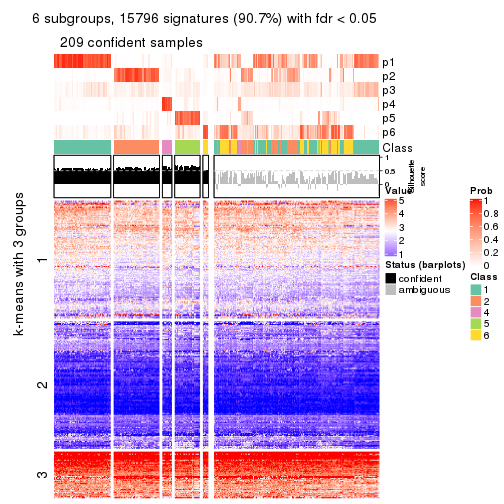 6 subgroups, 15796 signatures (90.7%) with fdr < 0.05
209 confident samples
p1
p2
p3
p4
p5
p6
Class
1
0.5
0
Silhouette
score
k-means with 3 groups
1
2
3
Value
5
4
3
2
1
Status (barplots)
confident
ambiguous
Prob
1
0.8
0.6
0.4
0.2
0
Class
1
2
4
5
6